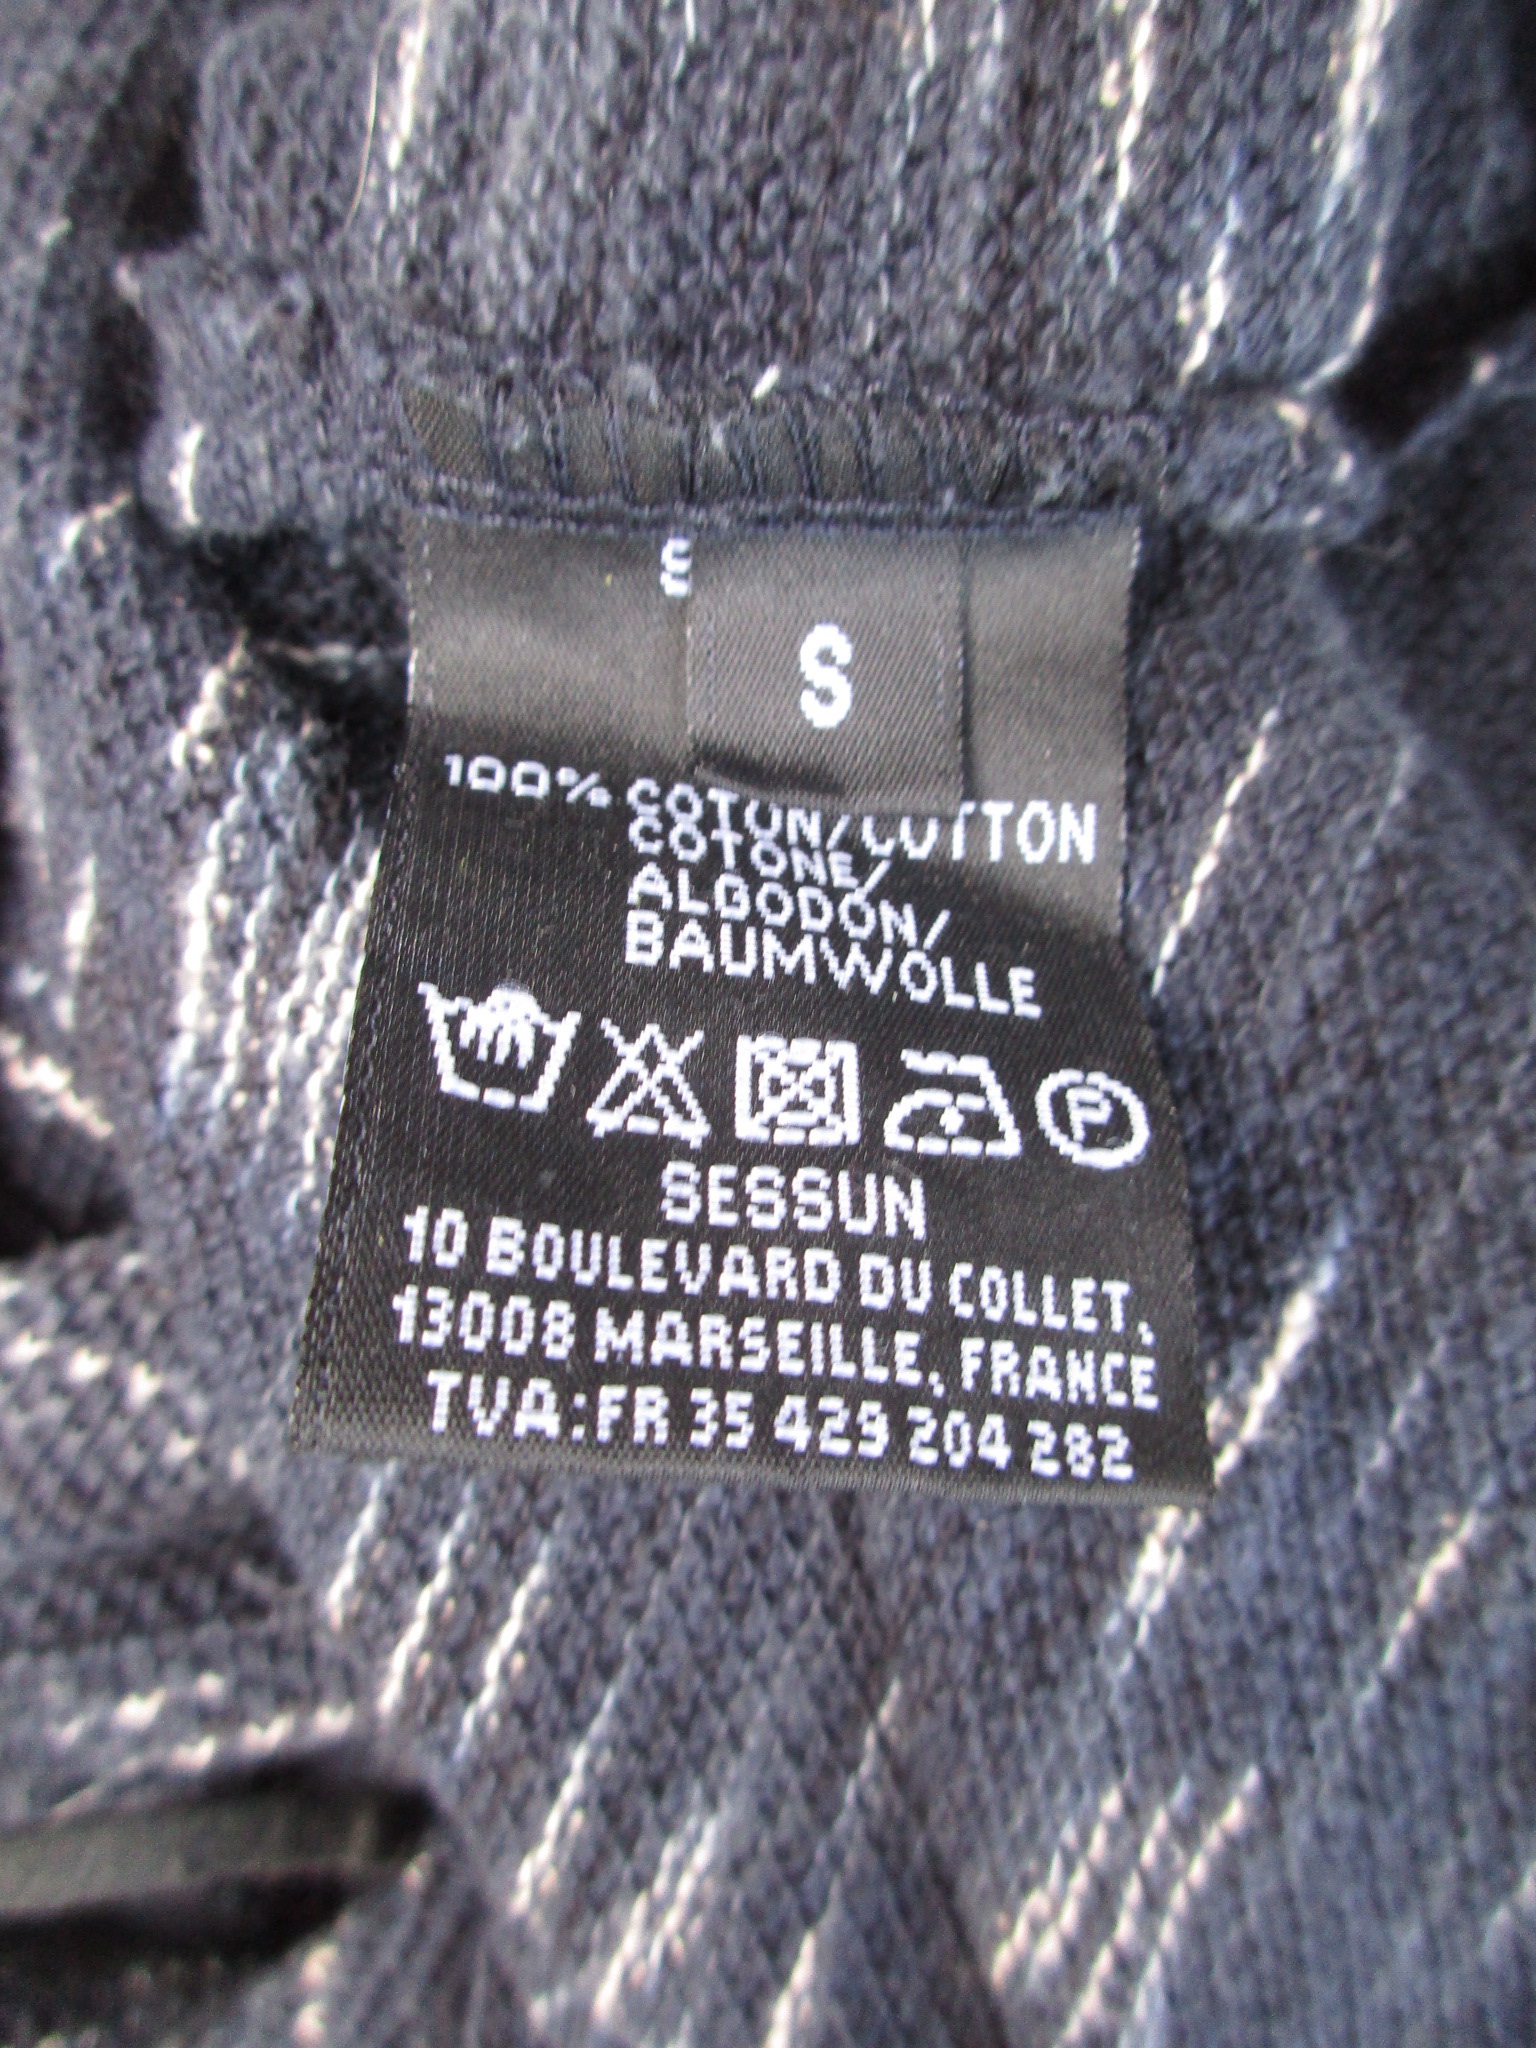 S
100% COTON/COTTON
COTONE/
ALGODÓN/
BAUMWOLLE
P
SESSUN
10 BOULEVARD DU COLLET,
13008 MARSEILLE, FRANCE
TVA:FR 35 429 204 282